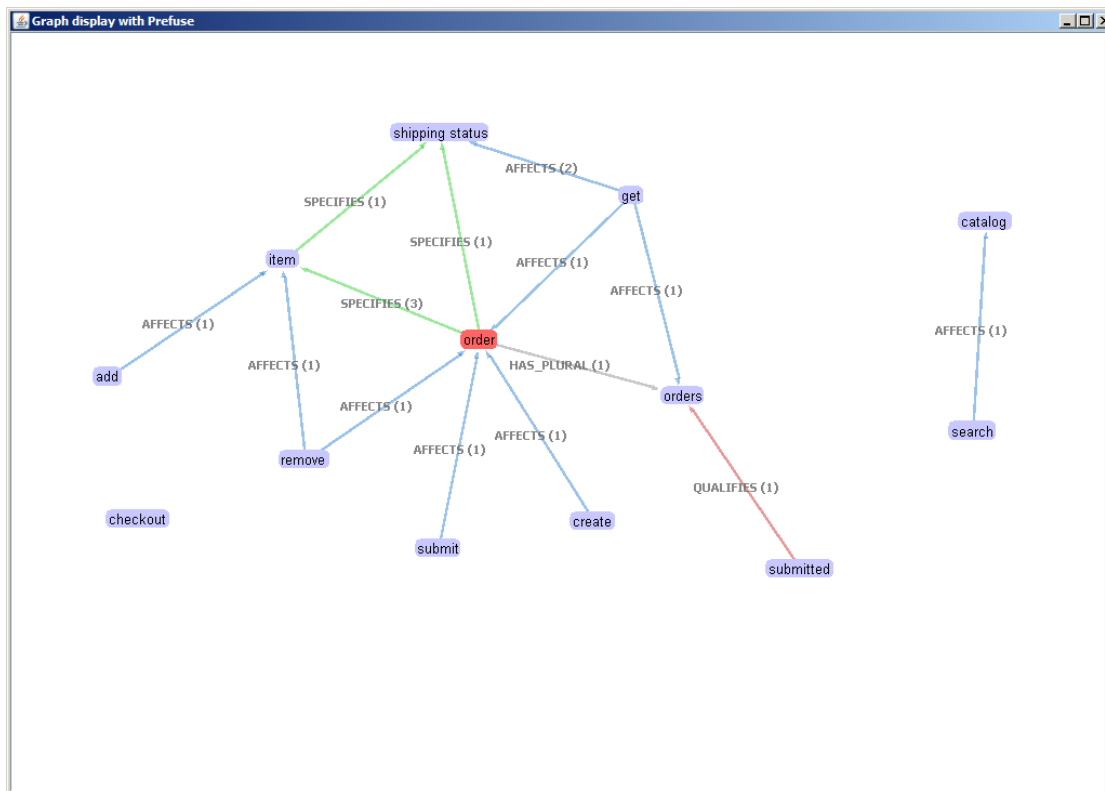 Graph display with Prefuse
shipping status
AFFECTS (2)
get
SPECIFIES (1)
catalog
SPECIFIES (1)
item
AFFECTS (1)
AFFECTS (1)
SPECIFIES (3)
AFFECTS (1)
AFFECTS (1)
order
HAS_PLURAL (1)
AFFECTS (1)
add
orders
AFFECTS (1)
search
AFFECTS (1)
AFFECTS (1)
remove
QUALIFIES (1)
checkout
create
submit
submitted